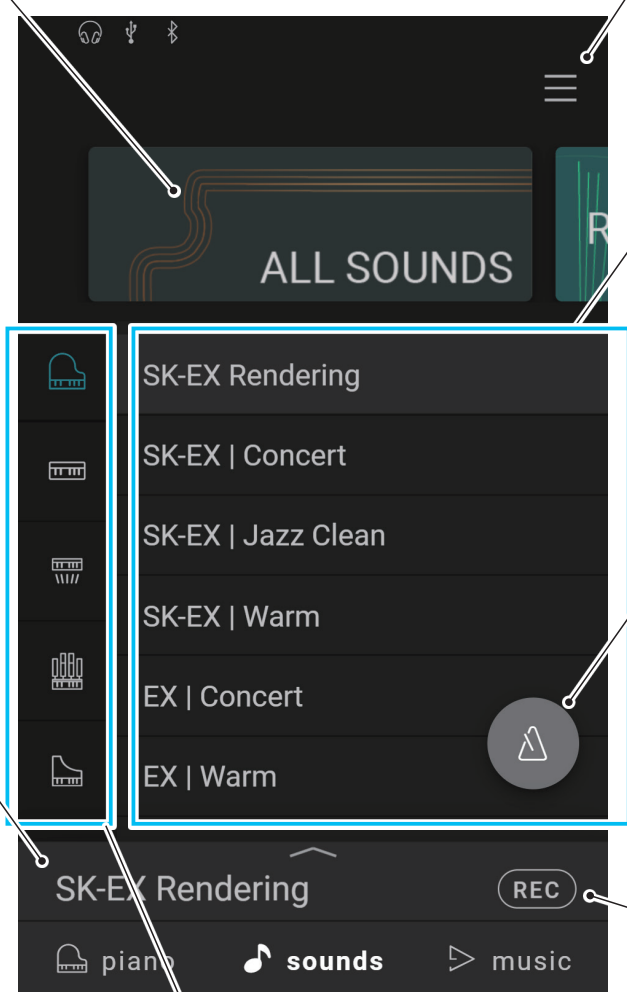 ALL SOUNDS
R
SK-EX Rendering
SK-EX | Concert
SK-EX | Jazz Clean
SK-EX | Warm
EX | Concert
EX | Warm
SK-EX Rendering
REC
piano sounds music